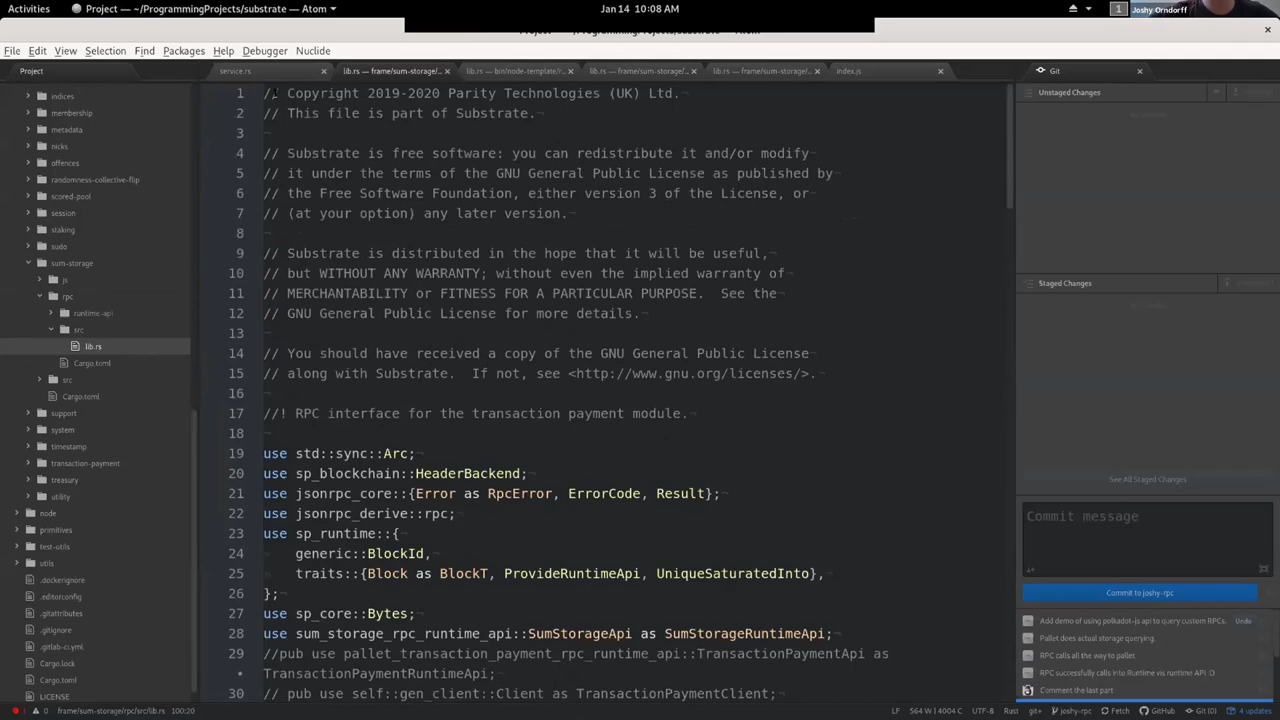 Activities
Project — ~/ProgrammingProjects/substrate — Atom
Jan 14 10:08 AM
1
Joshy Orndorff
File Edit View Selection Find Packages Help Debugger Nuclide
Project
service.rs
lib.rs — frame/sum-storage/...
lib.rs — bin/node-template/r...
lib.rs — frame/sum-storage/...
lib.rs — frame/sum-storage/...
index.js
Git
indices
membership
metadata
nicks
offences
randomness-collective-flip
scored-pool
session
staking
sudo
sum-storage
js
rpc
runtime-api
src
lib.rs
Cargo.toml
src
Cargo.toml
support
system
timestamp
transaction-payment
treasury
utility
node
primitives
test-utils
utils
.dockerignore
.editorconfig
.gitattributes
.gitignore
.gitlab-ci.yml
Cargo.lock
Cargo.toml
LICENSE
1 // Copyright 2019-2020 Parity Technologies (UK) Ltd.
2 // This file is part of Substrate.
3
4 // Substrate is free software: you can redistribute it and/or modify
5 // it under the terms of the GNU General Public License as published by
6 // the Free Software Foundation, either version 3 of the License, or
7 // (at your option) any later version.
8
9 // Substrate is distributed in the hope that it will be useful,
10 // but WITHOUT ANY WARRANTY; without even the implied warranty of
11 // MERCHANTABILITY or FITNESS FOR A PARTICULAR PURPOSE. See the
12 // GNU General Public License for more details.
13
14 // You should have received a copy of the GNU General Public License
15 // along with Substrate. If not, see <http://www.gnu.org/licenses/>.
16
17 //! RPC interface for the transaction payment module.
18
19 use std::sync::Arc;
20 use sp_blockchain::HeaderBackend;
21 use jsonrpc_core::{Error as RpcError, ErrorCode, Result};
22 use jsonrpc_derive::rpc;
23 use sp_runtime::{
24 generic::BlockId,
25 traits::{Block as BlockT, ProvideRuntimeApi, UniqueSaturatedInto},
26 };
27 use sp_core::Bytes;
28 use sum_storage_rpc_runtime_api::SumStorageApi as SumStorageRuntimeApi;
29 //pub use pallet_transaction_payment_rpc_runtime_api::TransactionPaymentApi as
• TransactionPaymentRuntimeApi;
30 // pub use self::gen_client::Client as TransactionPaymentClient;
Unstaged Changes
Staged Changes
See All Staged Changes
Commit message
Commit to joshy-rpc
Add demo of using polkadot-js api to query custom RPCs. Undo
Pallet does actual storage querying.
RPC calls all the way to pallet.
RPC successfully calls into Runtime vis runtime API :D
Comment the last part
0 frame/sum-storage/rpc/src/lib.rs 100:20
LF 564 W | 4004 C UTF-8 Rust git+ joshy-rpc Fetch GitHub Git (0) 4 updates